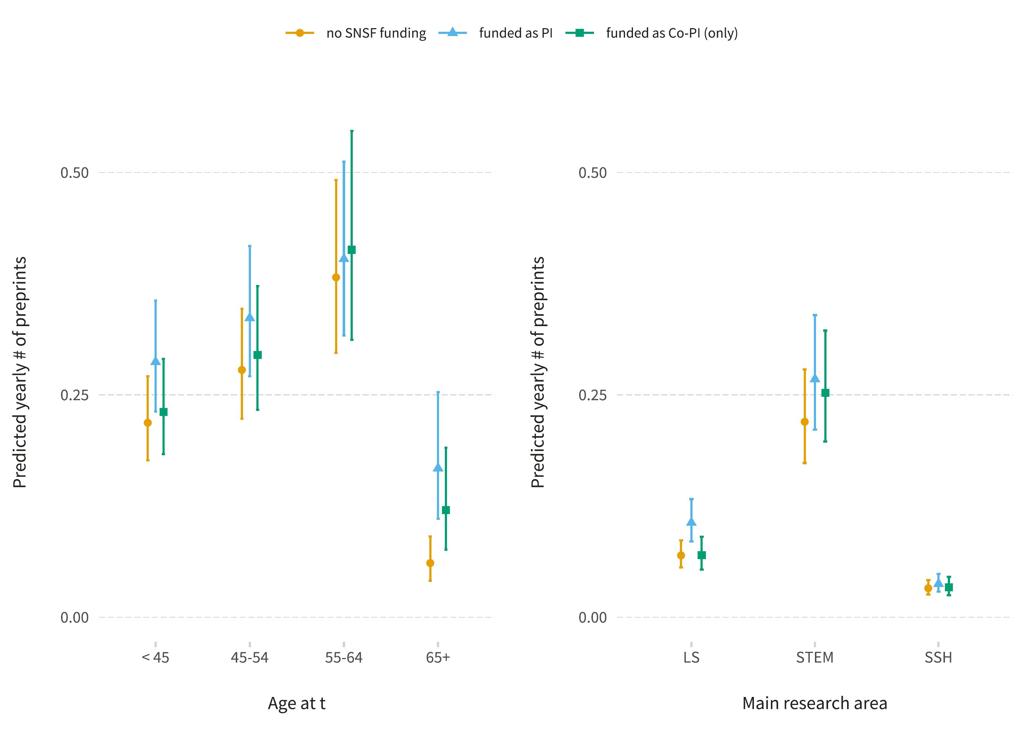 no SNSF funding funded as PI funded as Co-PI (only)
Predicted yearly # of preprints
0.50
0.25
0.00
< 45 45-54 55-64 65+
Age at t
Predicted yearly # of preprints
0.50
0.25
0.00
LS STEM SSH
Main research area